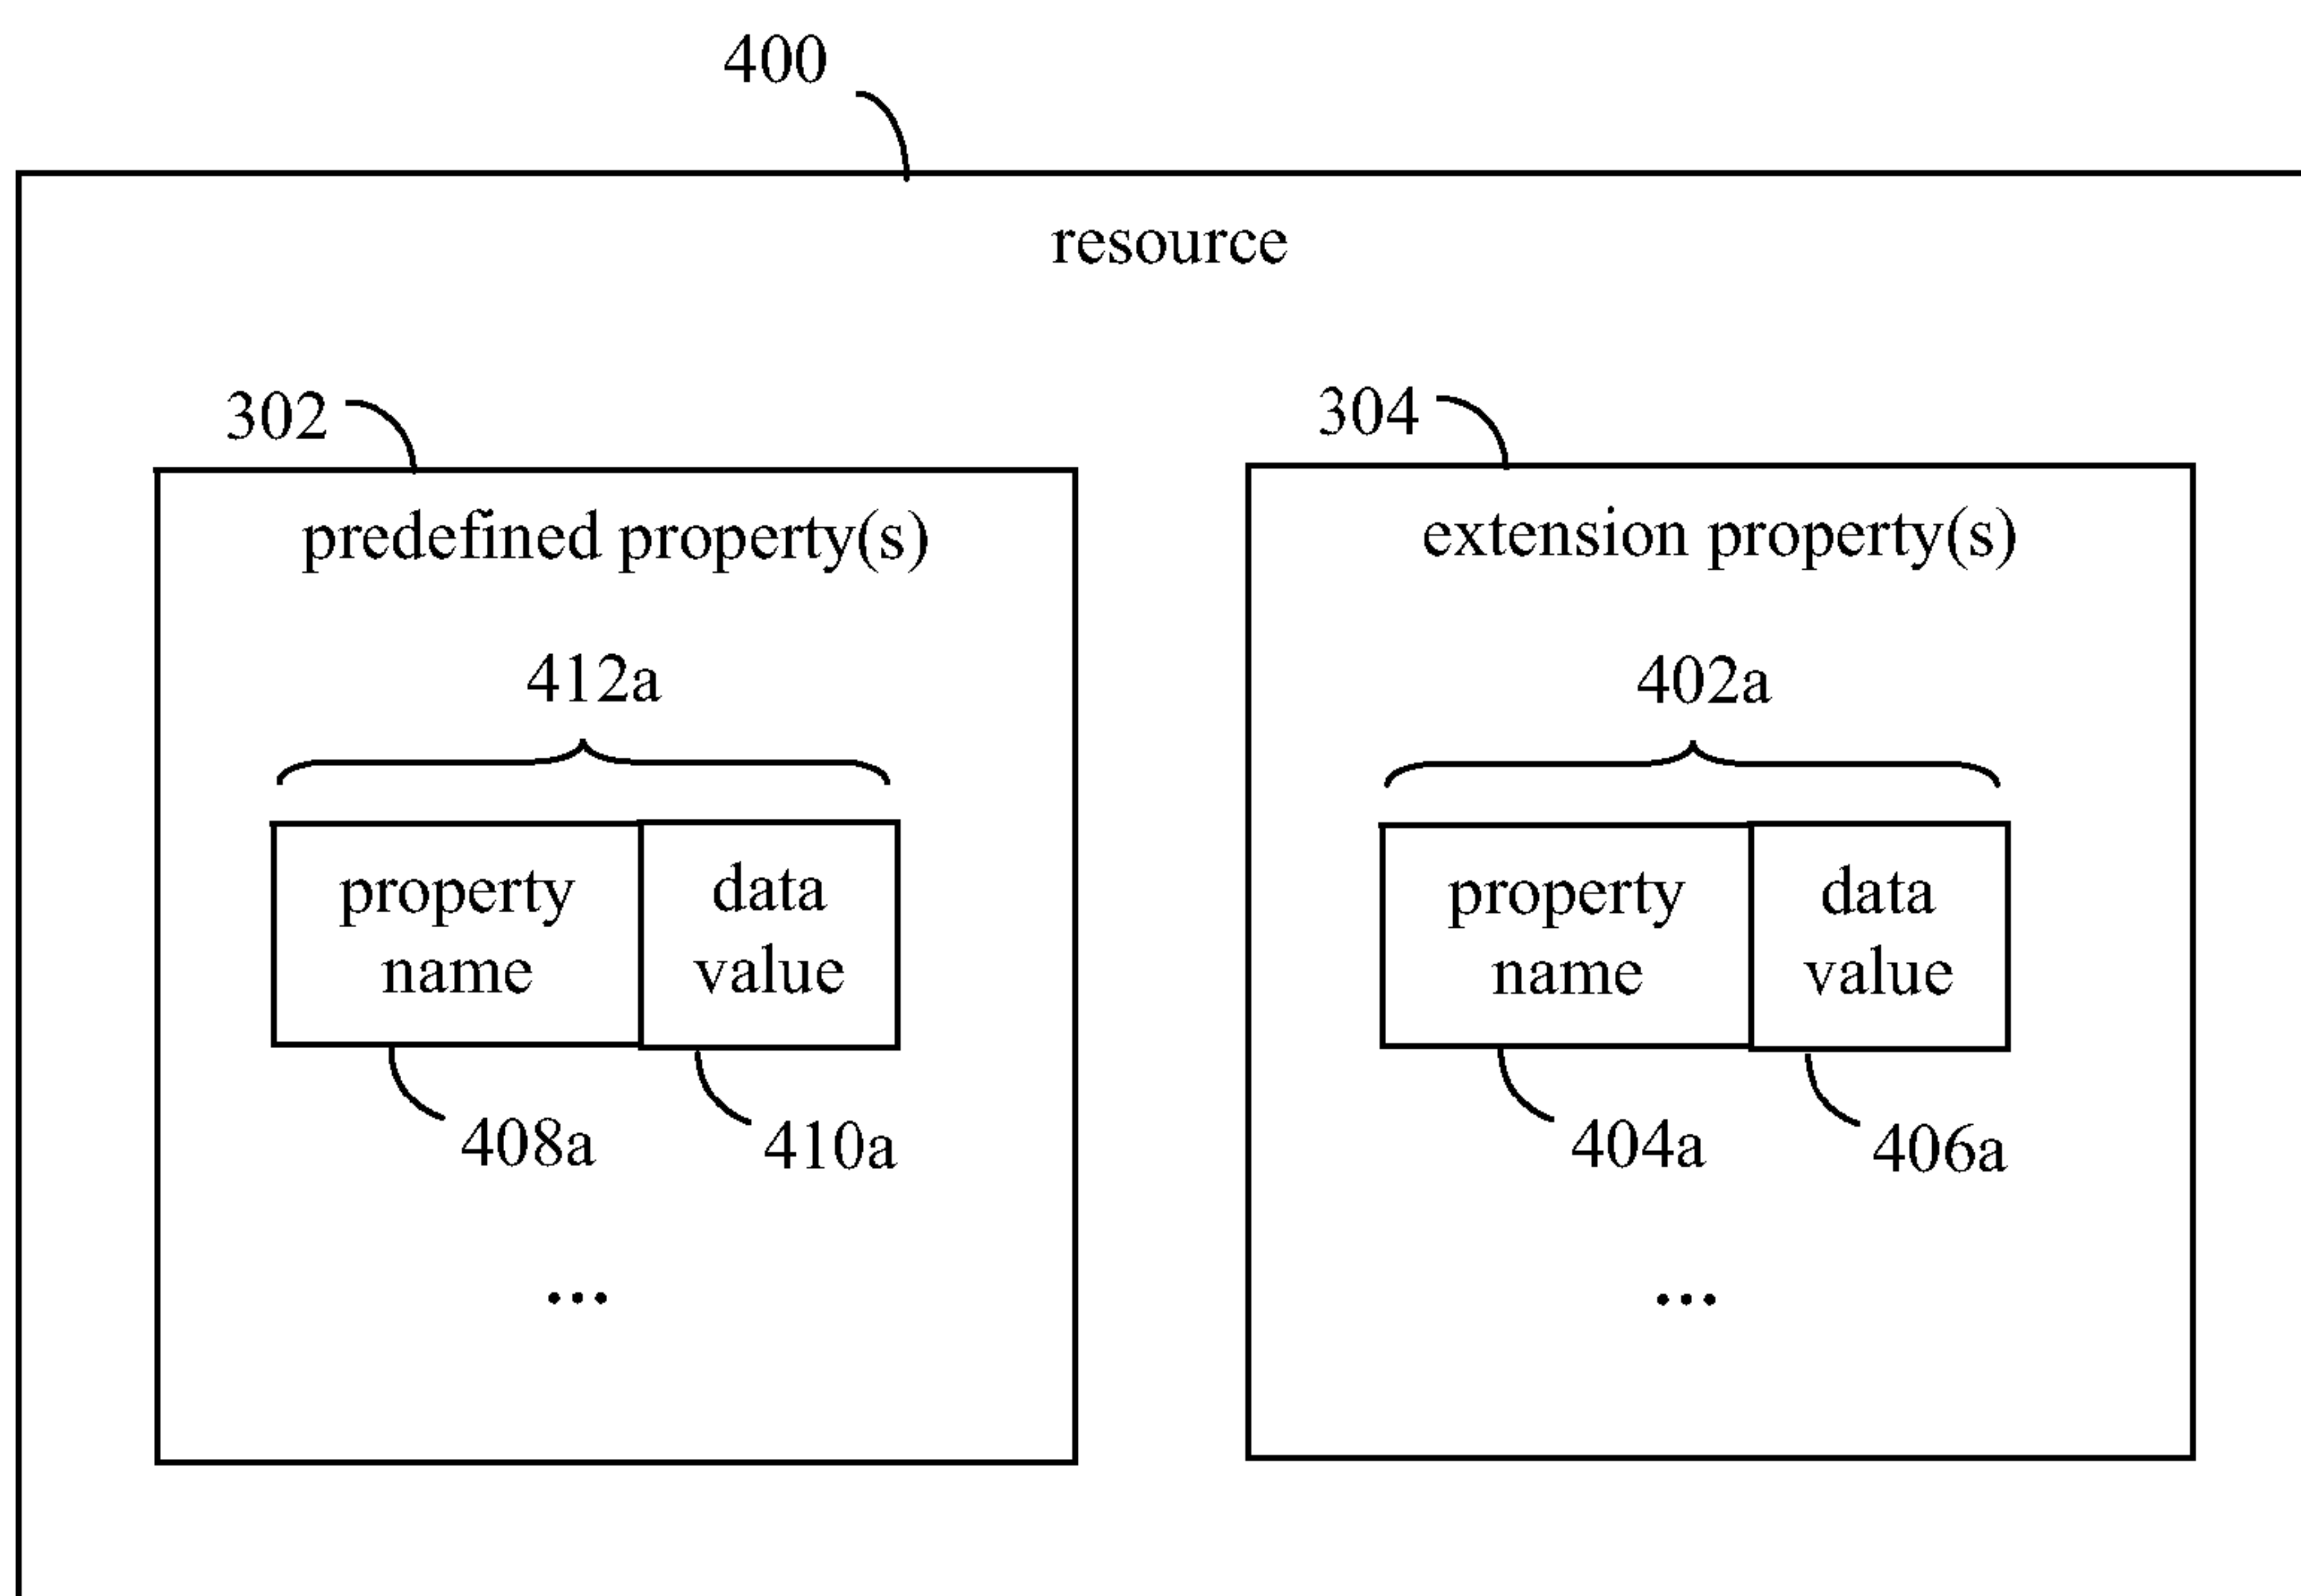 400
resource
302
304
predefined property(s)
extension property(s)
412a
402a
property
name
data
value
property
name
data
value
408a
410a
404a
406a
...
...